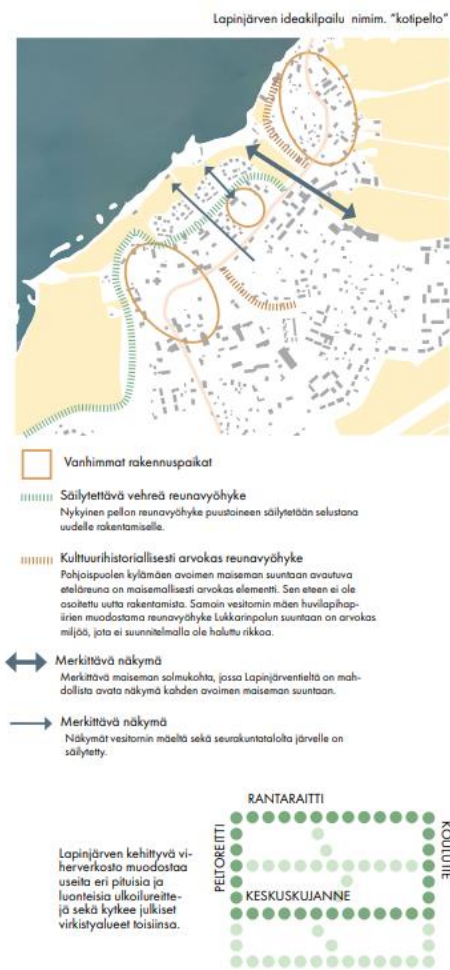 Lapinjärven ideakilpailu nimim. "kotipelto"
Vanhimmat rakennuspaikat
Säilytettävä vehreä reunavyöhyke
Nykyinen pellon reunavyöhyke puustoineen säilytetään selustana
uudelle rakentamiselle.
Kulttuurihistoriallisesti arvokas reunavyöhyke
Pohjoispuolen kylämäen avoimen maiseman suuntaan avautuva
eteläreuna on maisemallisesti arvokas elementti. Sen eteen ei ole
osoitettu uutta rakentamista. Samoin vesitornin mäen huvilapihap-
iirien muodostama reunavyöhyke Lukkarinpolun suuntaan on arvokas
miljöö, jota ei suunnitelmalla ole haluttu rikkoa.
Merkittävä näkymä
Merkittävä maiseman solmukohta, jossa Lapinjärventieltä on mah-
dollista avata näkymä kahden avoimen maiseman suuntaan.
Merkittävä näkymä
Näkymät vesitornin mäeltä sekä seurakuntatalolta järvelle on
säilytetty.
Lapinjärven kehittyvä vi-
herverkosto muodostaa
useita eri pituisia ja
luonteisia ulkoilureitte-
jä sekä kytkee julkiset
virkistyalueet toisiinsa.
RANTARAITTI
PELTOREITTI
KOULUTIE
KESKUSKUJANNE